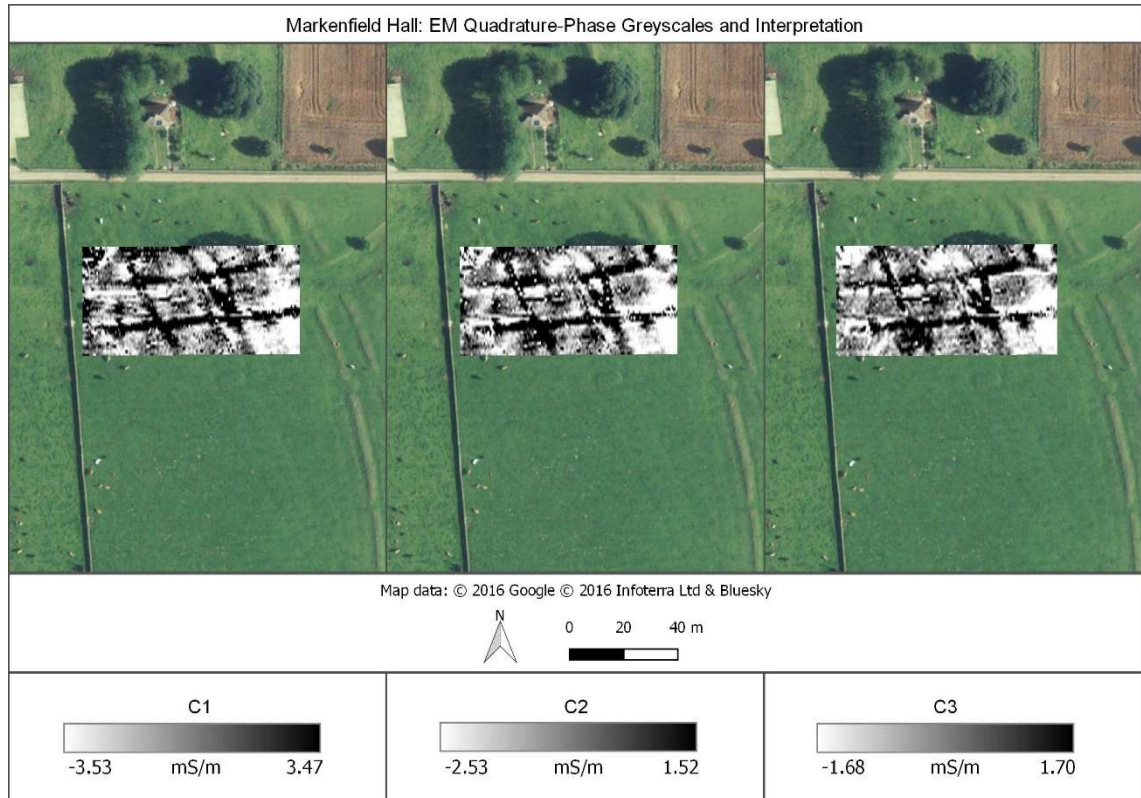 Markenfield Hall: EM Quadrature-Phase Greyscales and Interpretation
Map data: © 2016 Google © 2016 Infoterra Ltd & Bluesky
N
0 20 40 m
C1
-3.53 mS/m 3.47
C2
-2.53 mS/m 1.52
C3
-1.68 mS/m 1.70